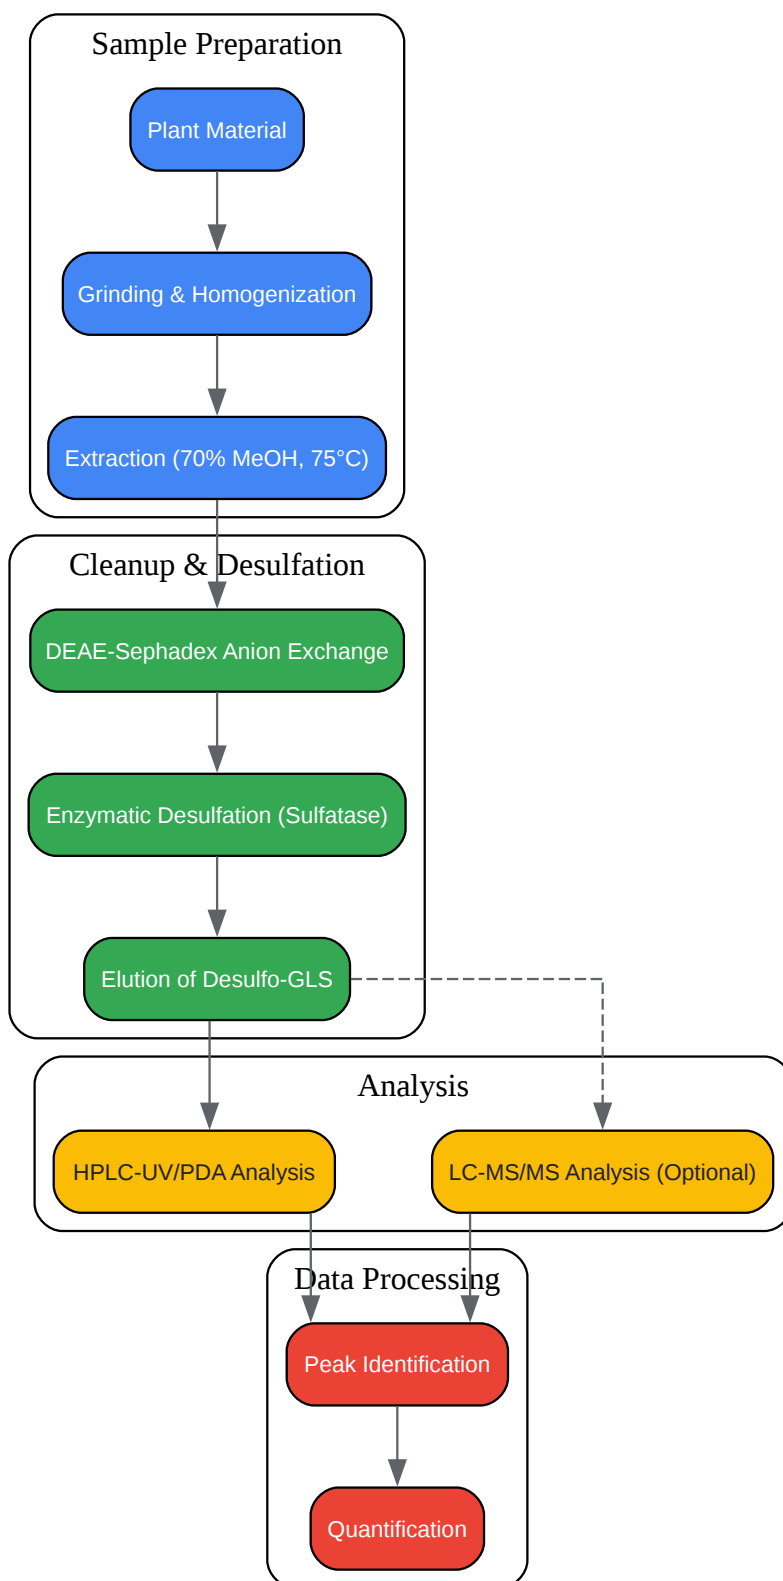 Sample Preparation
Plant Material
Grinding & Homogenization
Extraction (70% MeOH, 75°C)
Cleanup & Desulfation
DEAE-Sephadex Anion Exchange
Enzymatic Desulfation (Sulfatase)
Elution of Desulfo-GLS
Analysis
HPLC-UV/PDA Analysis
LC-MS/MS Analysis (Optional)
Data Processing
Peak Identification
Quantification